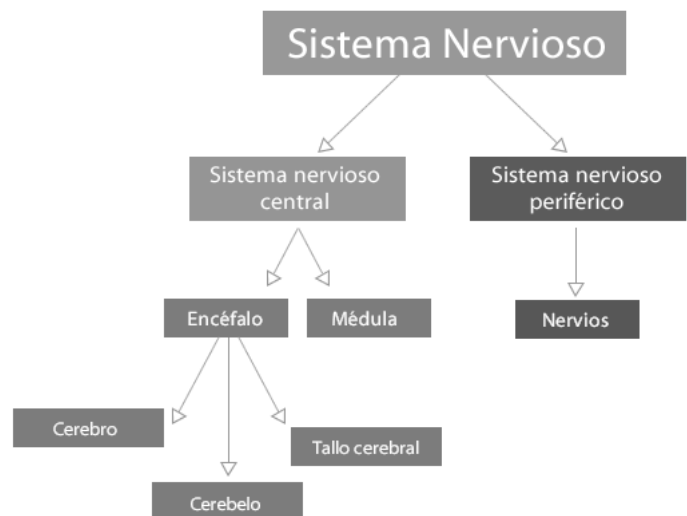 Sistema Nervioso
Sistema nervioso
central
Sistema nervioso
periférico
Encéfalo
Médula
Nervios
Cerebro
Tallo cerebral
Cerebelo